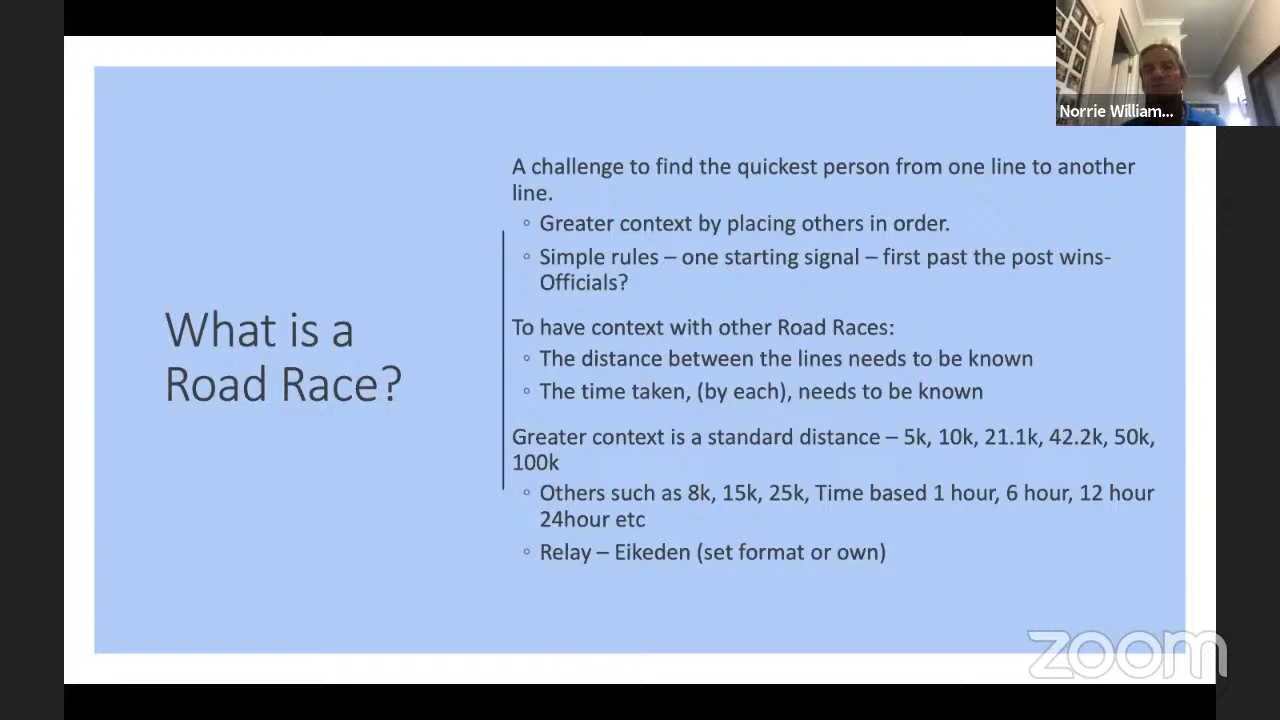 Norrie William...
What is a
Road Race?
A challenge to find the quickest person from one line to another
line.
◦ Greater context by placing others in order.
◦ Simple rules – one starting signal – first past the post wins-
Officials?
To have context with other Road Races:
◦ The distance between the lines needs to be known
◦ The time taken, (by each), needs to be known
Greater context is a standard distance – 5k, 10k, 21.1k, 42.2k, 50k,
100k
◦ Others such as 8k, 15k, 25k, Time based 1 hour, 6 hour, 12 hour
24hour etc
◦ Relay – Eikeden (set format or own)
zoom